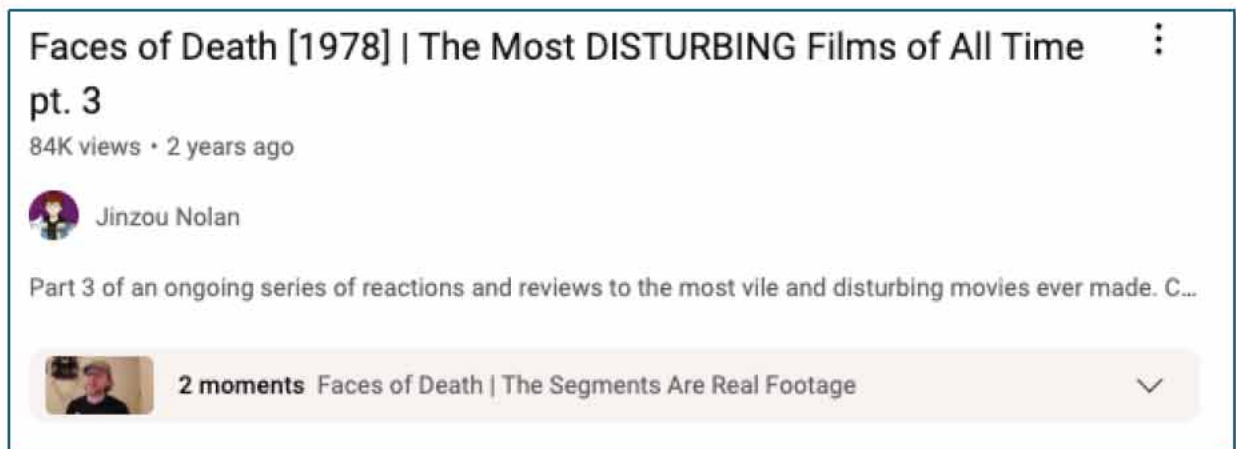 Faces of Death [1978] | The Most DISTURBING Films of All Time
pt. 3
84K views • 2 years ago
Jinzou Nolan
Part 3 of an ongoing series of reactions and reviews to the most vile and disturbing movies ever made. C...
2 moments Faces of Death | The Segments Are Real Footage